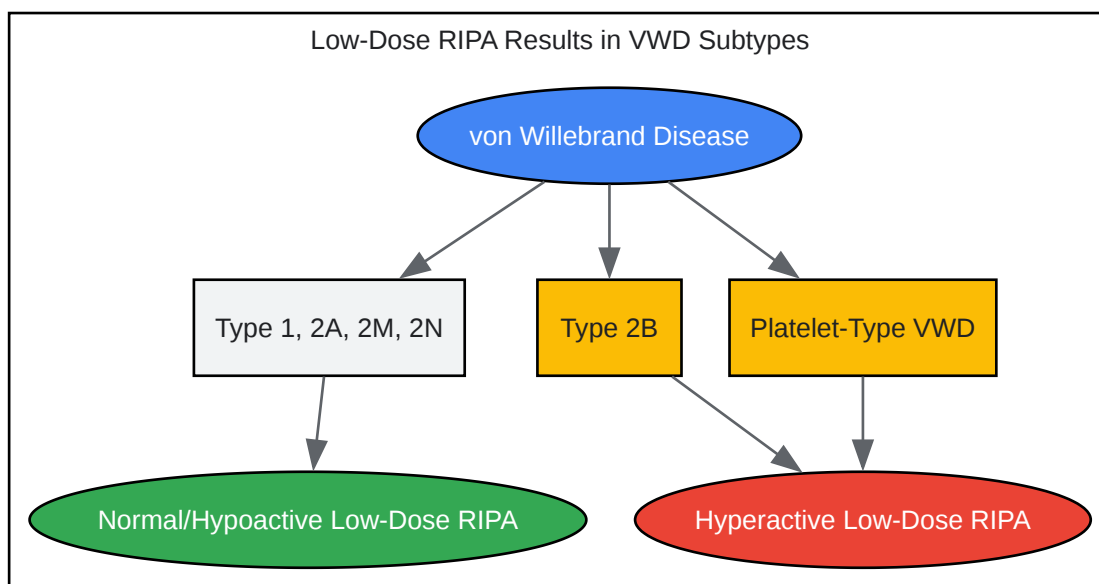 Low-Dose RIPA Results in VWD Subtypes
von Willebrand Disease
Type 1, 2A, 2M, 2N
Type 2B
Platelet-Type VWD
Normal/Hypoactive Low-Dose RIPA
Hyperactive Low-Dose RIPA